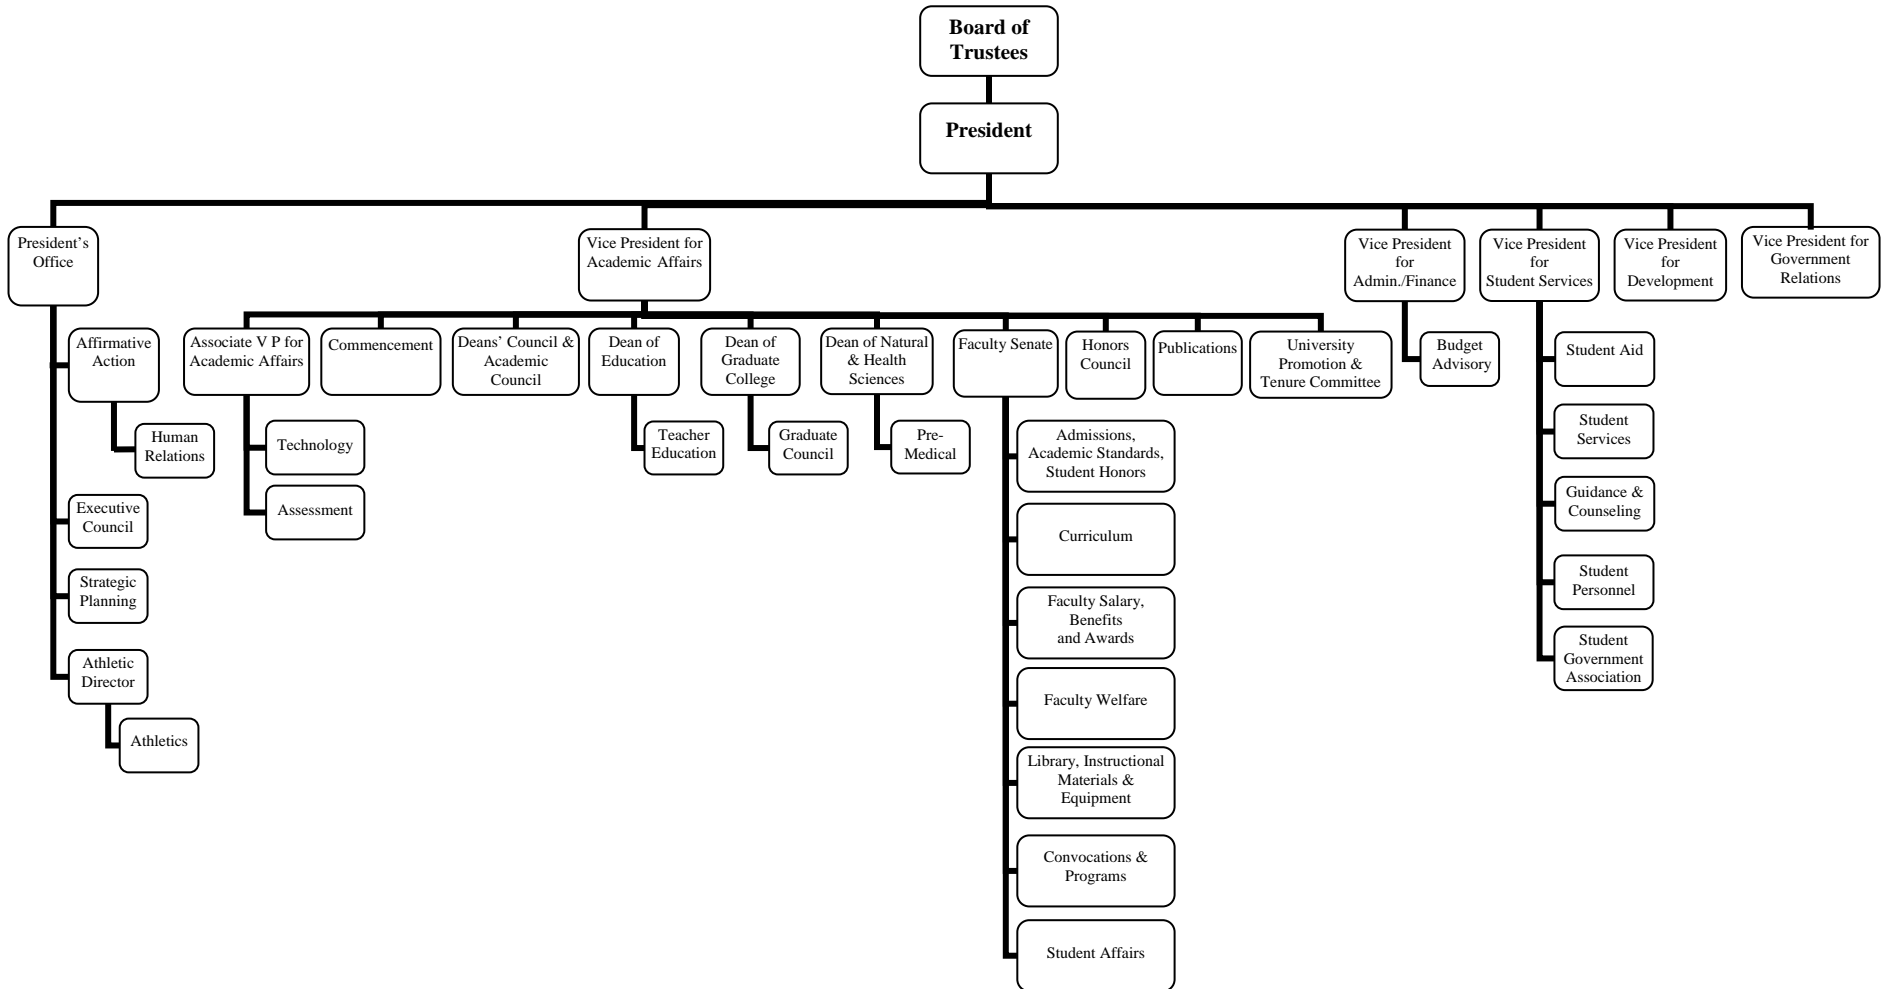 Board of
Trustees
President
President's
Office
Vice President for
Academic Affairs
Vice President
for
Admin./Finance
Vice President
for
Student Services
Vice President
for
Development
Vice President for
Government
Relations
Affirmative
Action
Human
Relations
Executive
Council
Strategic
Planning
Athletic
Director
Athletics
Associate V P for
Academic Affairs
Technology
Assessment
Commencement
Deans' Council &
Academic
Council
Dean of
Education
Teacher
Education
Dean of
Graduate
College
Graduate
Council
Dean of Natural
& Health
Sciences
Pre-
Medical
Faculty Senate
Admissions,
Academic Standards,
Student Honors
Curriculum
Faculty Salary,
Benefits
and Awards
Faculty Welfare
Library, Instructional
Materials &
Equipment
Convocations &
Programs
Student Affairs
Honors
Council
Publications
University
Promotion &
Tenure Committee
Budget
Advisory
Student Aid
Student
Services
Guidance &
Counseling
Student
Personnel
Student
Government
Association